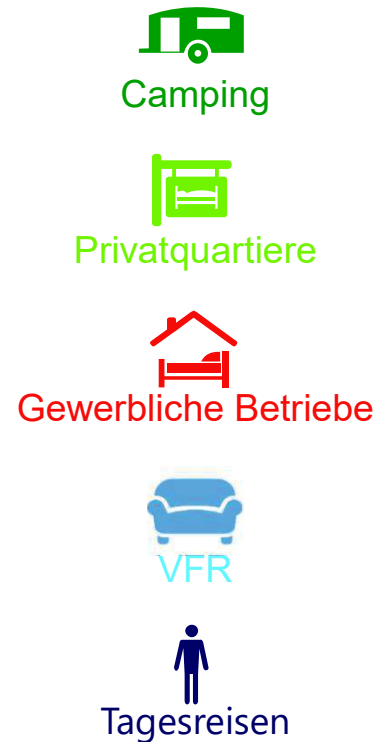 Camping
Privatquartiere
Gewerbliche Betriebe
VFR
Tagesreisen